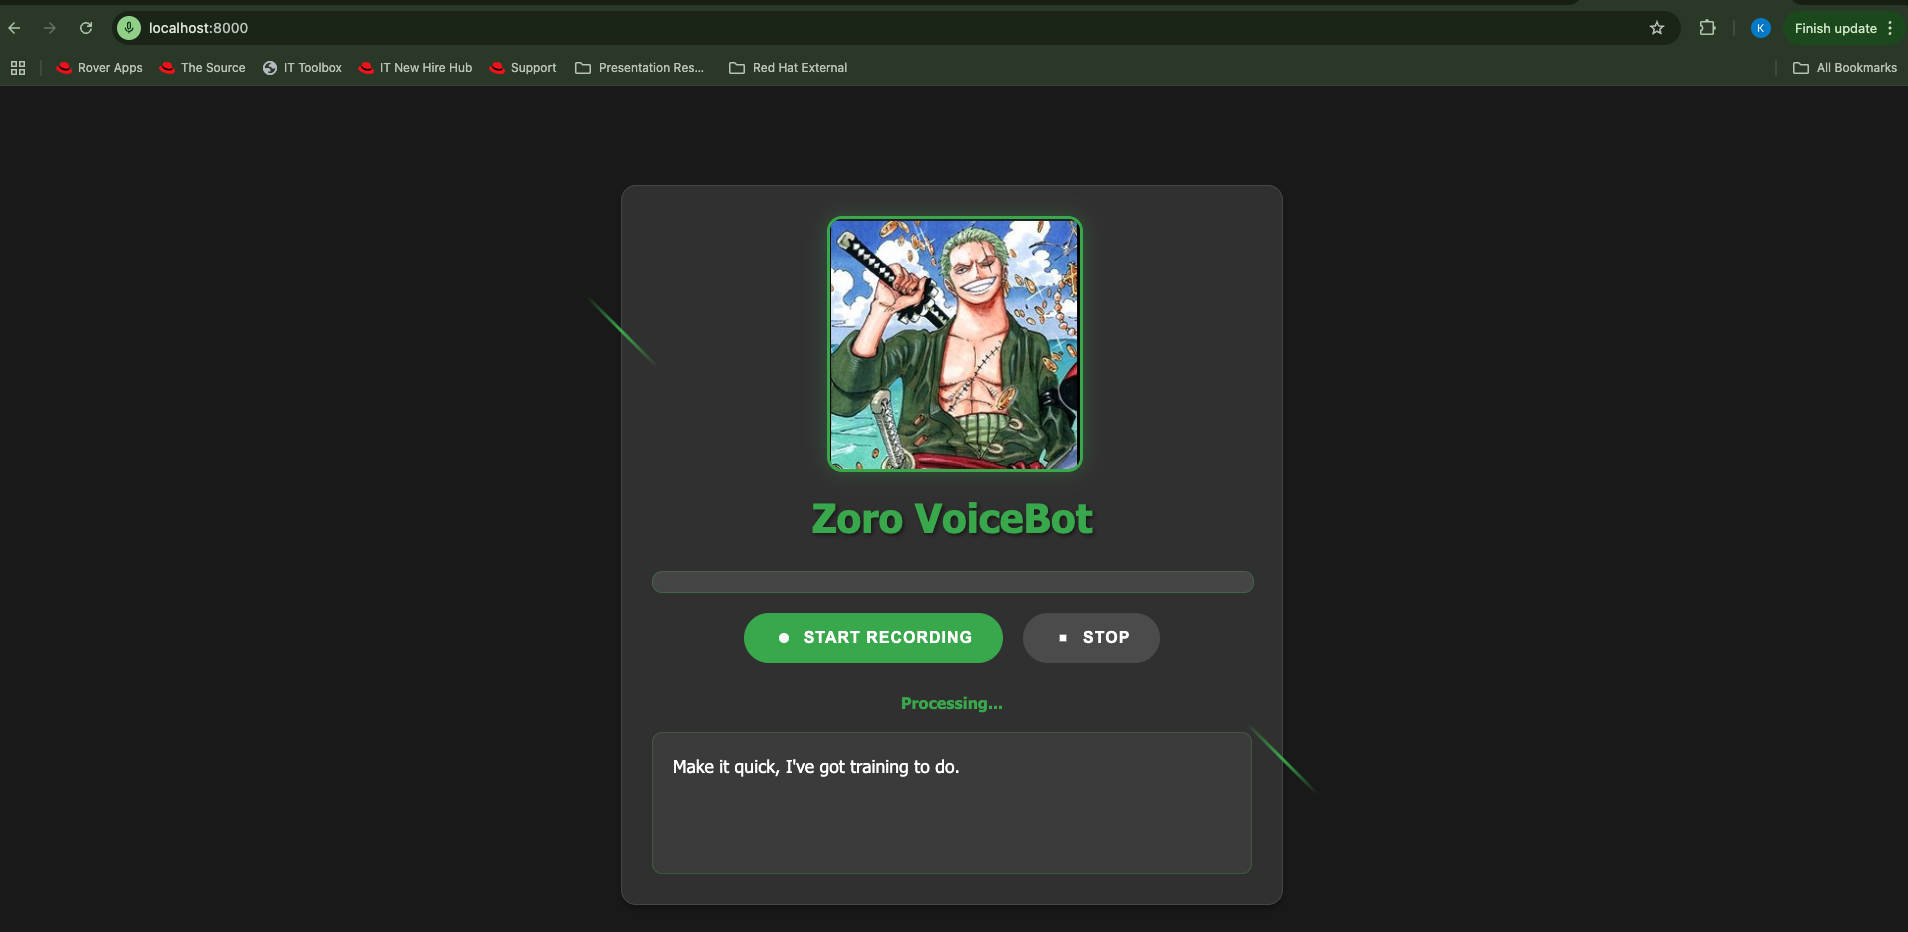 localhost:8000
K
Finish update
Rover Apps
The Source
IT Toolbox
IT New Hire Hub
Support
Presentation Res...
Red Hat External
All Bookmarks
Zoro VoiceBot
START RECORDING
STOP
Processing...
Make it quick, I've got training to do.